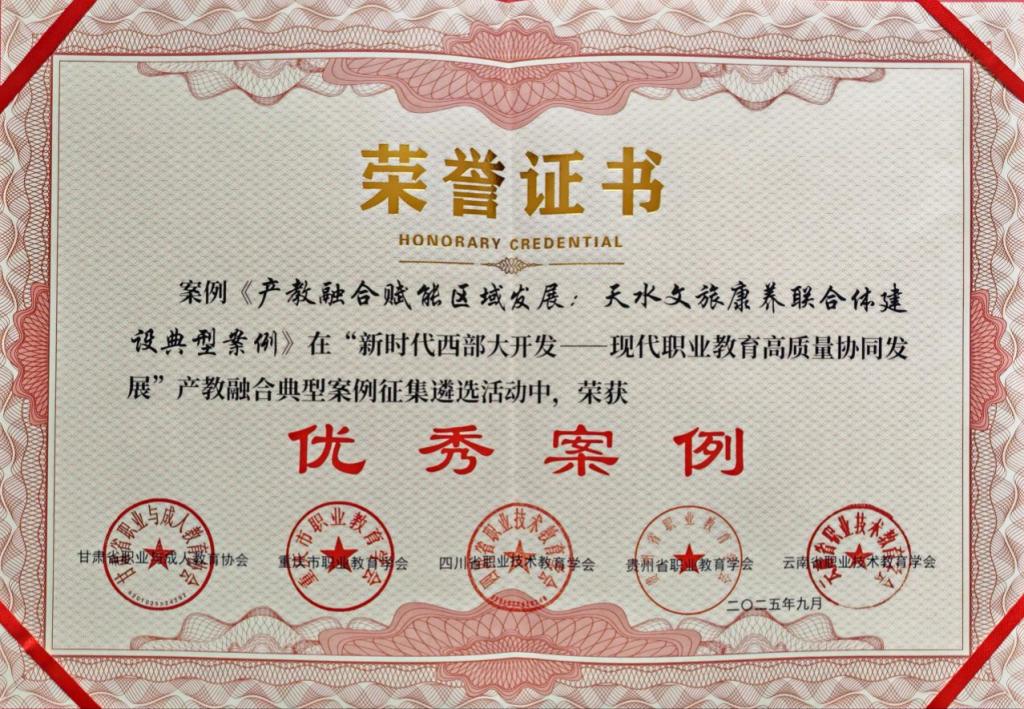 荣誉证书
HONORARY CREDENTIAL
案例《产教融合赋能区域发展：天水文旅康养联合体建
设典型案例》在“新时代西部大开发——现代职业教育高质量协同发
展”产教融合典型案例征集遴选活动中，荣获
优秀案例
甘肃省职业与成人教育协会 重庆市职业教育学会 四川省职业技术教育学会 贵州省职业教育学会 云南省职业技术教育学会
二〇二五年九月